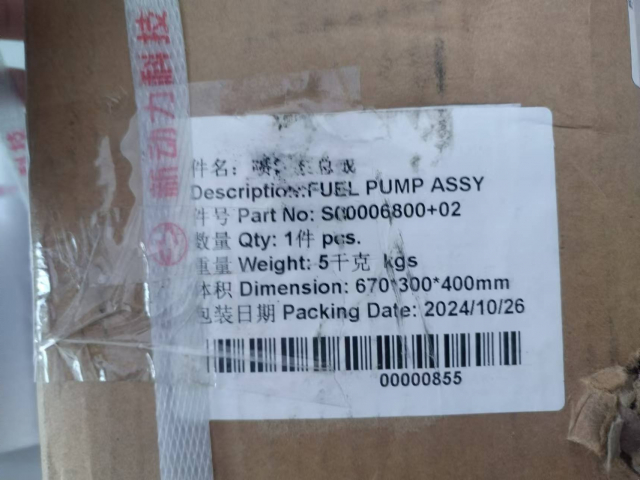 新动力科技
件名：
Description:FUEL PUMP ASSY
件号 Part No: S00006800+02
数量 Qty: 1件 pcs.
重量 Weight: 5千克 kgs
体积 Dimension: 670*300*400mm
包装日期 Packing Date: 2024/10/26
00000855